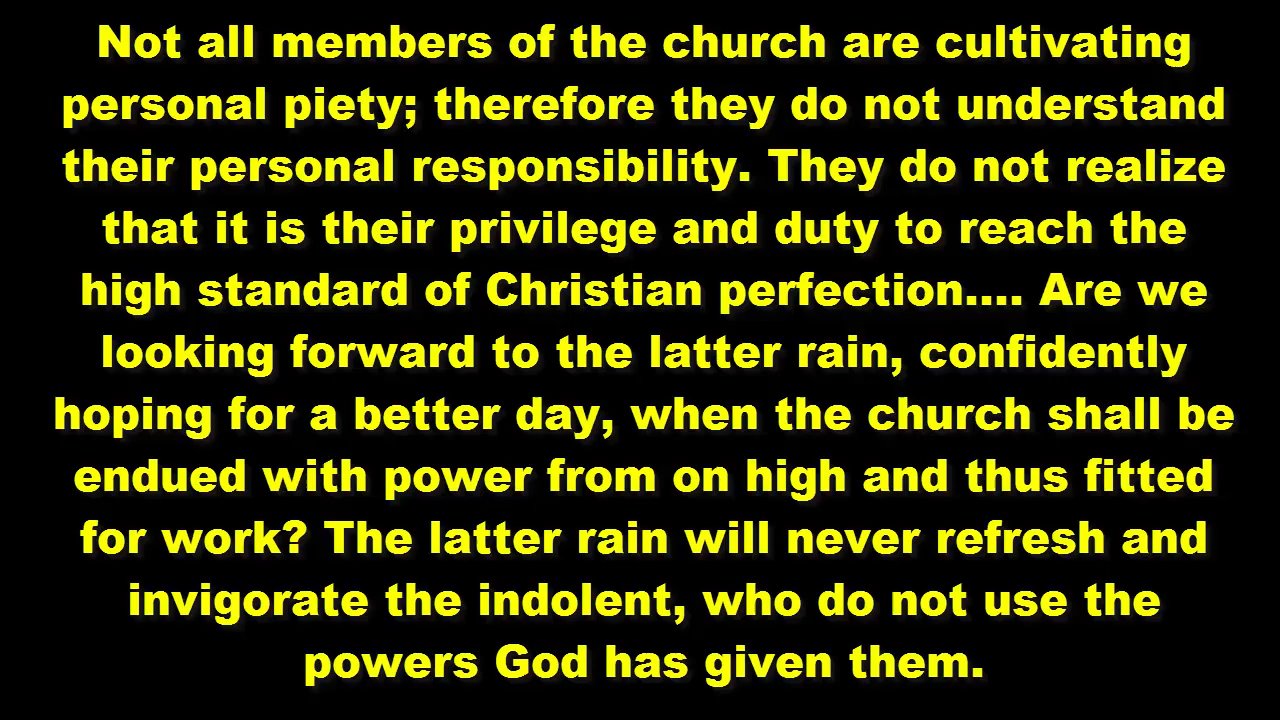 Not all members of the church are cultivating
personal piety; therefore they do not understand
their personal responsibility. They do not realize
that it is their privilege and duty to reach the
high standard of Christian perfection.... Are we
looking forward to the latter rain, confidently
hoping for a better day, when the church shall be
endued with power from on high and thus fitted
for work? The latter rain will never refresh and
invigorate the indolent, who do not use the
powers God has given them.